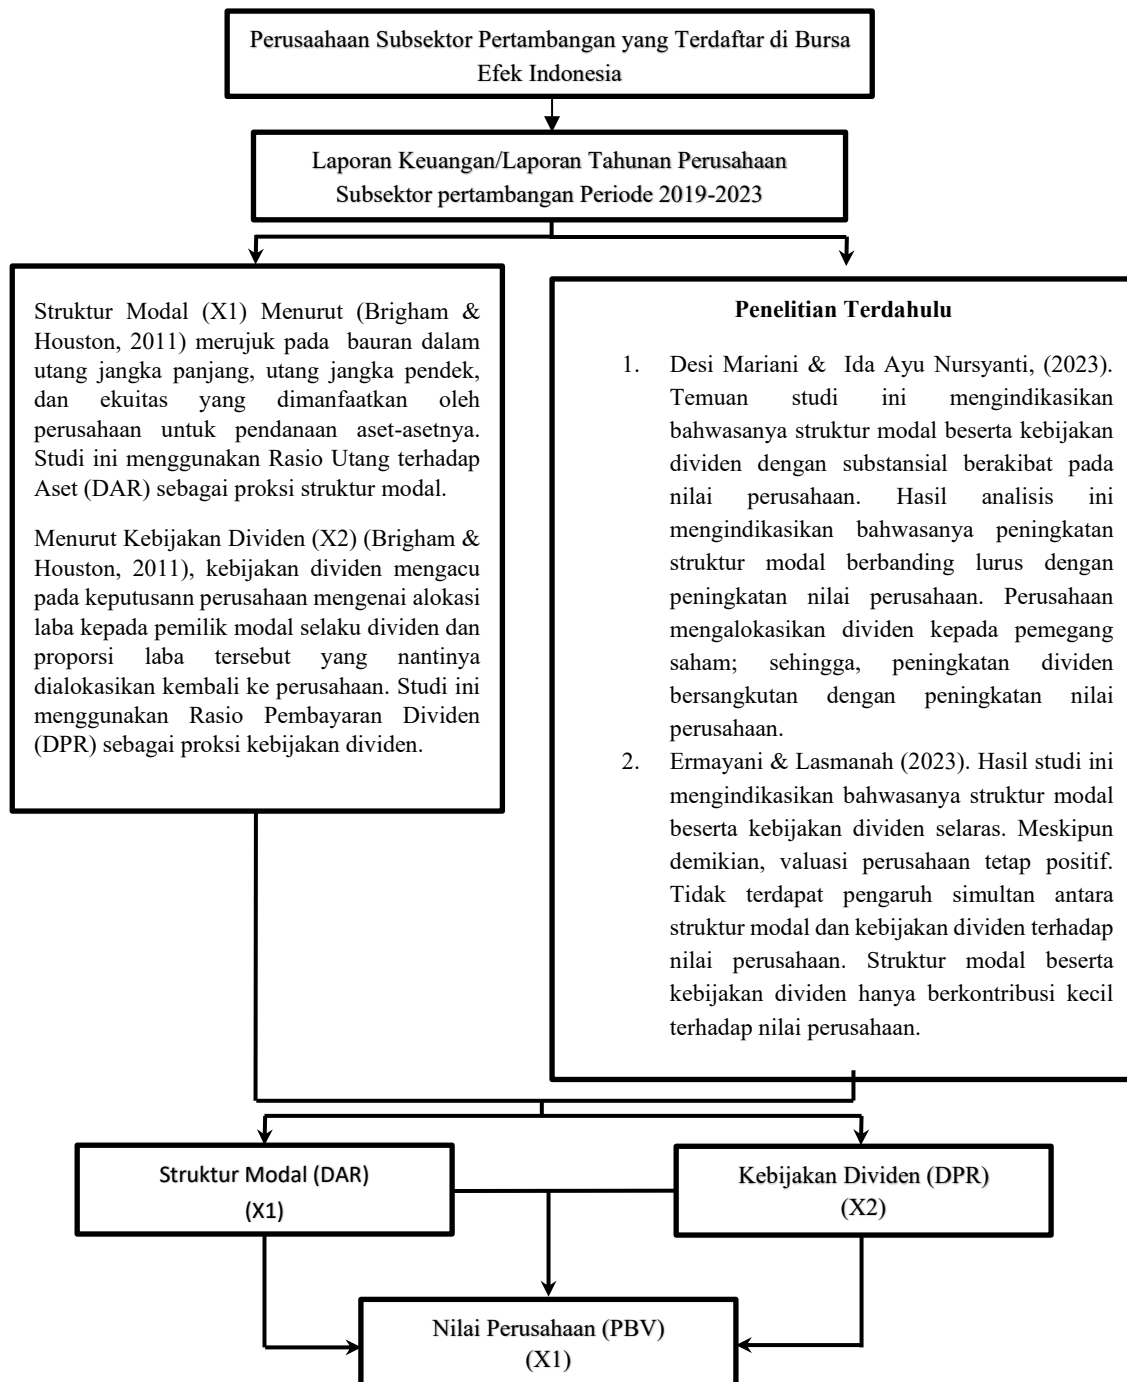 Perusaahaan Subsektor Pertambangan yang Terdaftar di Bursa
Efek Indonesia
Laporan Keuangan/Laporan Tahunan Perusahaan
Subsektor pertambangan Periode 2019-2023
Struktur Modal (X1) Menurut (Brigham &
Houston, 2011) merujuk pada bauran dalam
utang jangka panjang, utang jangka pendek,
dan ekuitas yang dimanfaatkan oleh
perusahaan untuk pendanaan aset-asetnya.
Studi ini menggunakan Rasio Utang terhadap
Aset (DAR) sebagai proksi struktur modal.
Menurut Kebijakan Dividen (X2) (Brigham &
Houston, 2011), kebijakan dividen mengacu
pada keputusann perusahaan mengenai alokasi
laba kepada pemilik modal selaku dividen dan
proporsi laba tersebut yang nantinya
dialokasikan kembali ke perusahaan. Studi ini
menggunakan Rasio Pembayaran Dividen
(DPR) sebagai proksi kebijakan dividen.
Penelitian Terdahulu
1. Desi Mariani & Ida Ayu Nursyanti, (2023).
Temuan studi ini mengindikasikan
bahwasanya struktur modal beserta kebijakan
dividen dengan substansial berakibat pada
nilai perusahaan. Hasil analisis ini
mengindikasikan bahwasanya peningkatan
struktur modal berbanding lurus dengan
peningkatan nilai perusahaan. Perusahaan
mengalokasikan dividen kepada pemegang
saham; sehingga, peningkatan dividen
bersangkutan dengan peningkatan nilai
perusahaan.
2. Ermayani & Lasmanah (2023). Hasil studi ini
mengindikasikan bahwasanya struktur modal
beserta kebijakan dividen selaras. Meskipun
demikian, valuasi perusahaan tetap positif.
Tidak terdapat pengaruh simultan antara
struktur modal dan kebijakan dividen terhadap
nilai perusahaan. Struktur modal beserta
kebijakan dividen hanya berkontribusi kecil
terhadap nilai perusahaan.
Struktur Modal (DAR)
(X1)
Kebijakan Dividen (DPR)
(X2)
Nilai Perusahaan (PBV)
(X1)